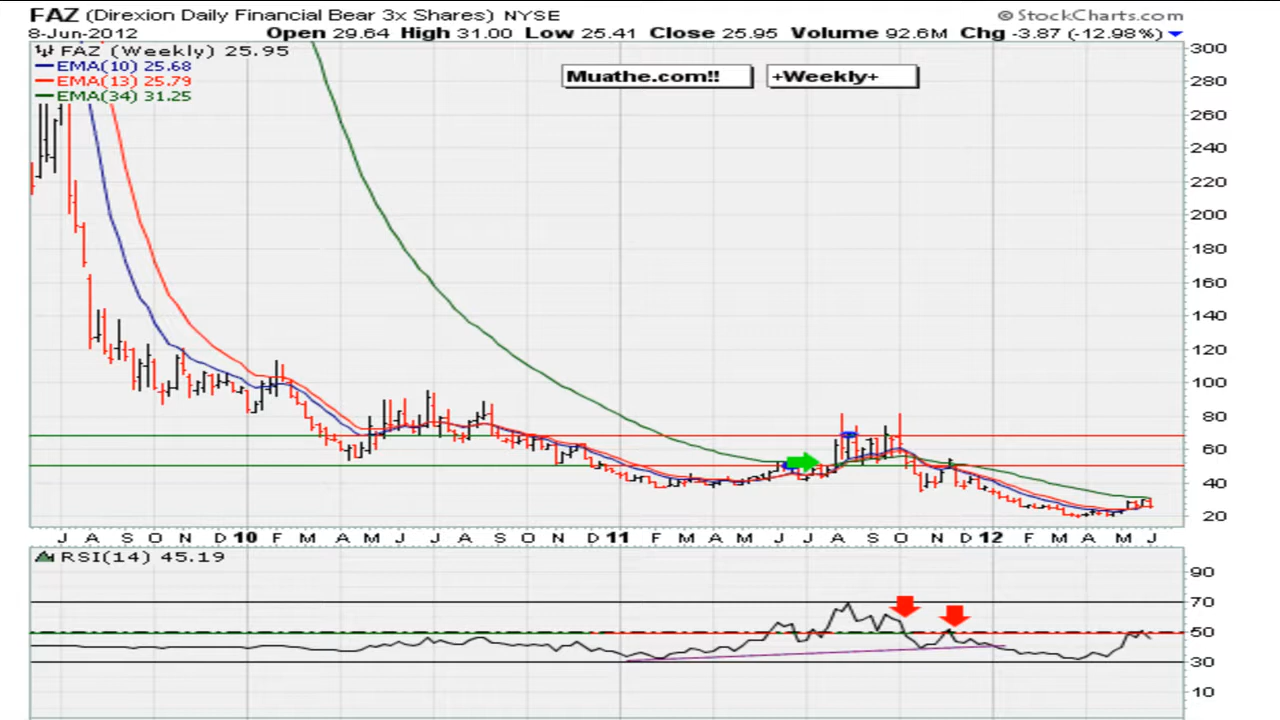 FAZ (Direxion Daily Financial Bear 3x Shares) NYSE
© StockCharts.com
8-Jun-2012 Open 29.64 High 31.00 Low 25.41 Close 25.95 Volume 92.6M Chg -3.87 (-12.98%)
FAZ (Weekly) 25.95
EMA(10) 25.68
EMA(13) 25.79
EMA(34) 31.25
Muathe.com!!
+Weekly+
300
280
260
240
220
200
180
160
140
120
100
80
60
40
20
J A S O N D 10 F M A M J J A S O N D 11 F M A M J J A S O N D 12 F M A M J
RSI(14) 45.19
90
70
50
30
10